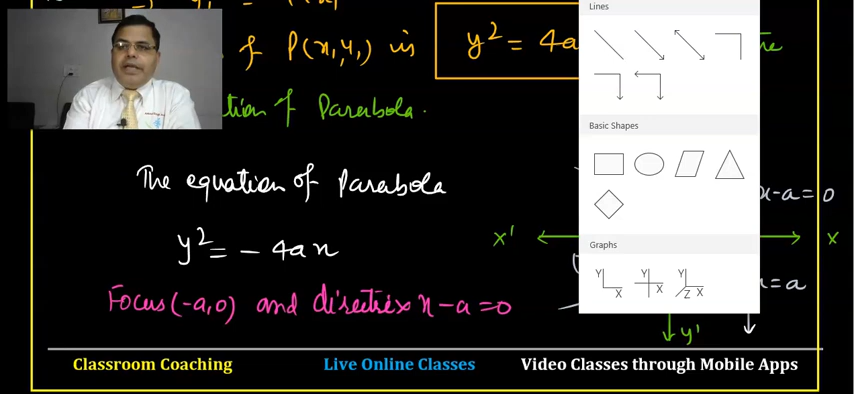 of P(x,y,) is y² = 4a
tion of Parabola.
The equation of Parabola
y² = - 4ax
Focus (-a,0) and directrix x-a=0
Lines
Basic Shapes
Graphs
Y X Y X Y Z X
x-a=0
X' X
x=a
y'
Classroom Coaching Live Online Classes Video Classes through Mobile Apps